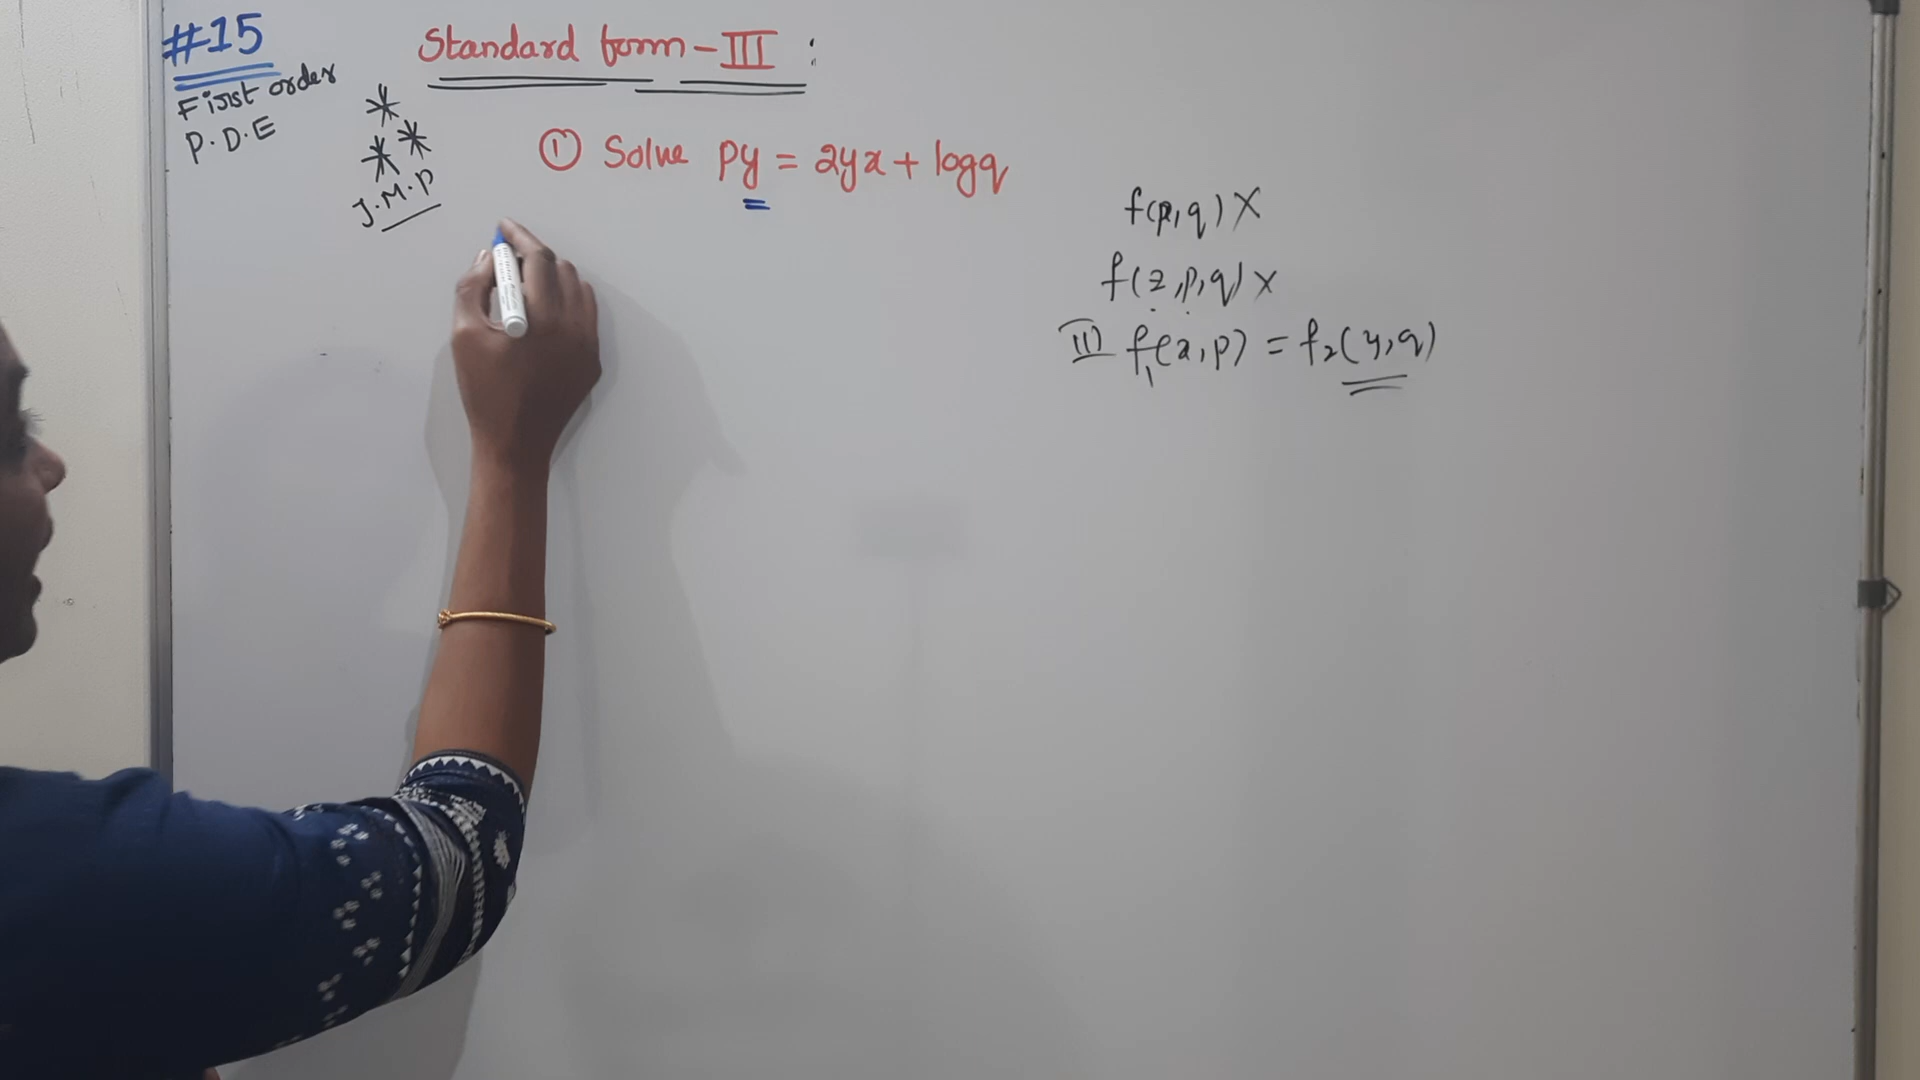 #15
First order
P.D.E
I.M.P
Standard form - III :
① Solve py = 2yx + logq
f(p,q) X
f(z,p,q) x
III f₁(x,p) = f₂(y,q)